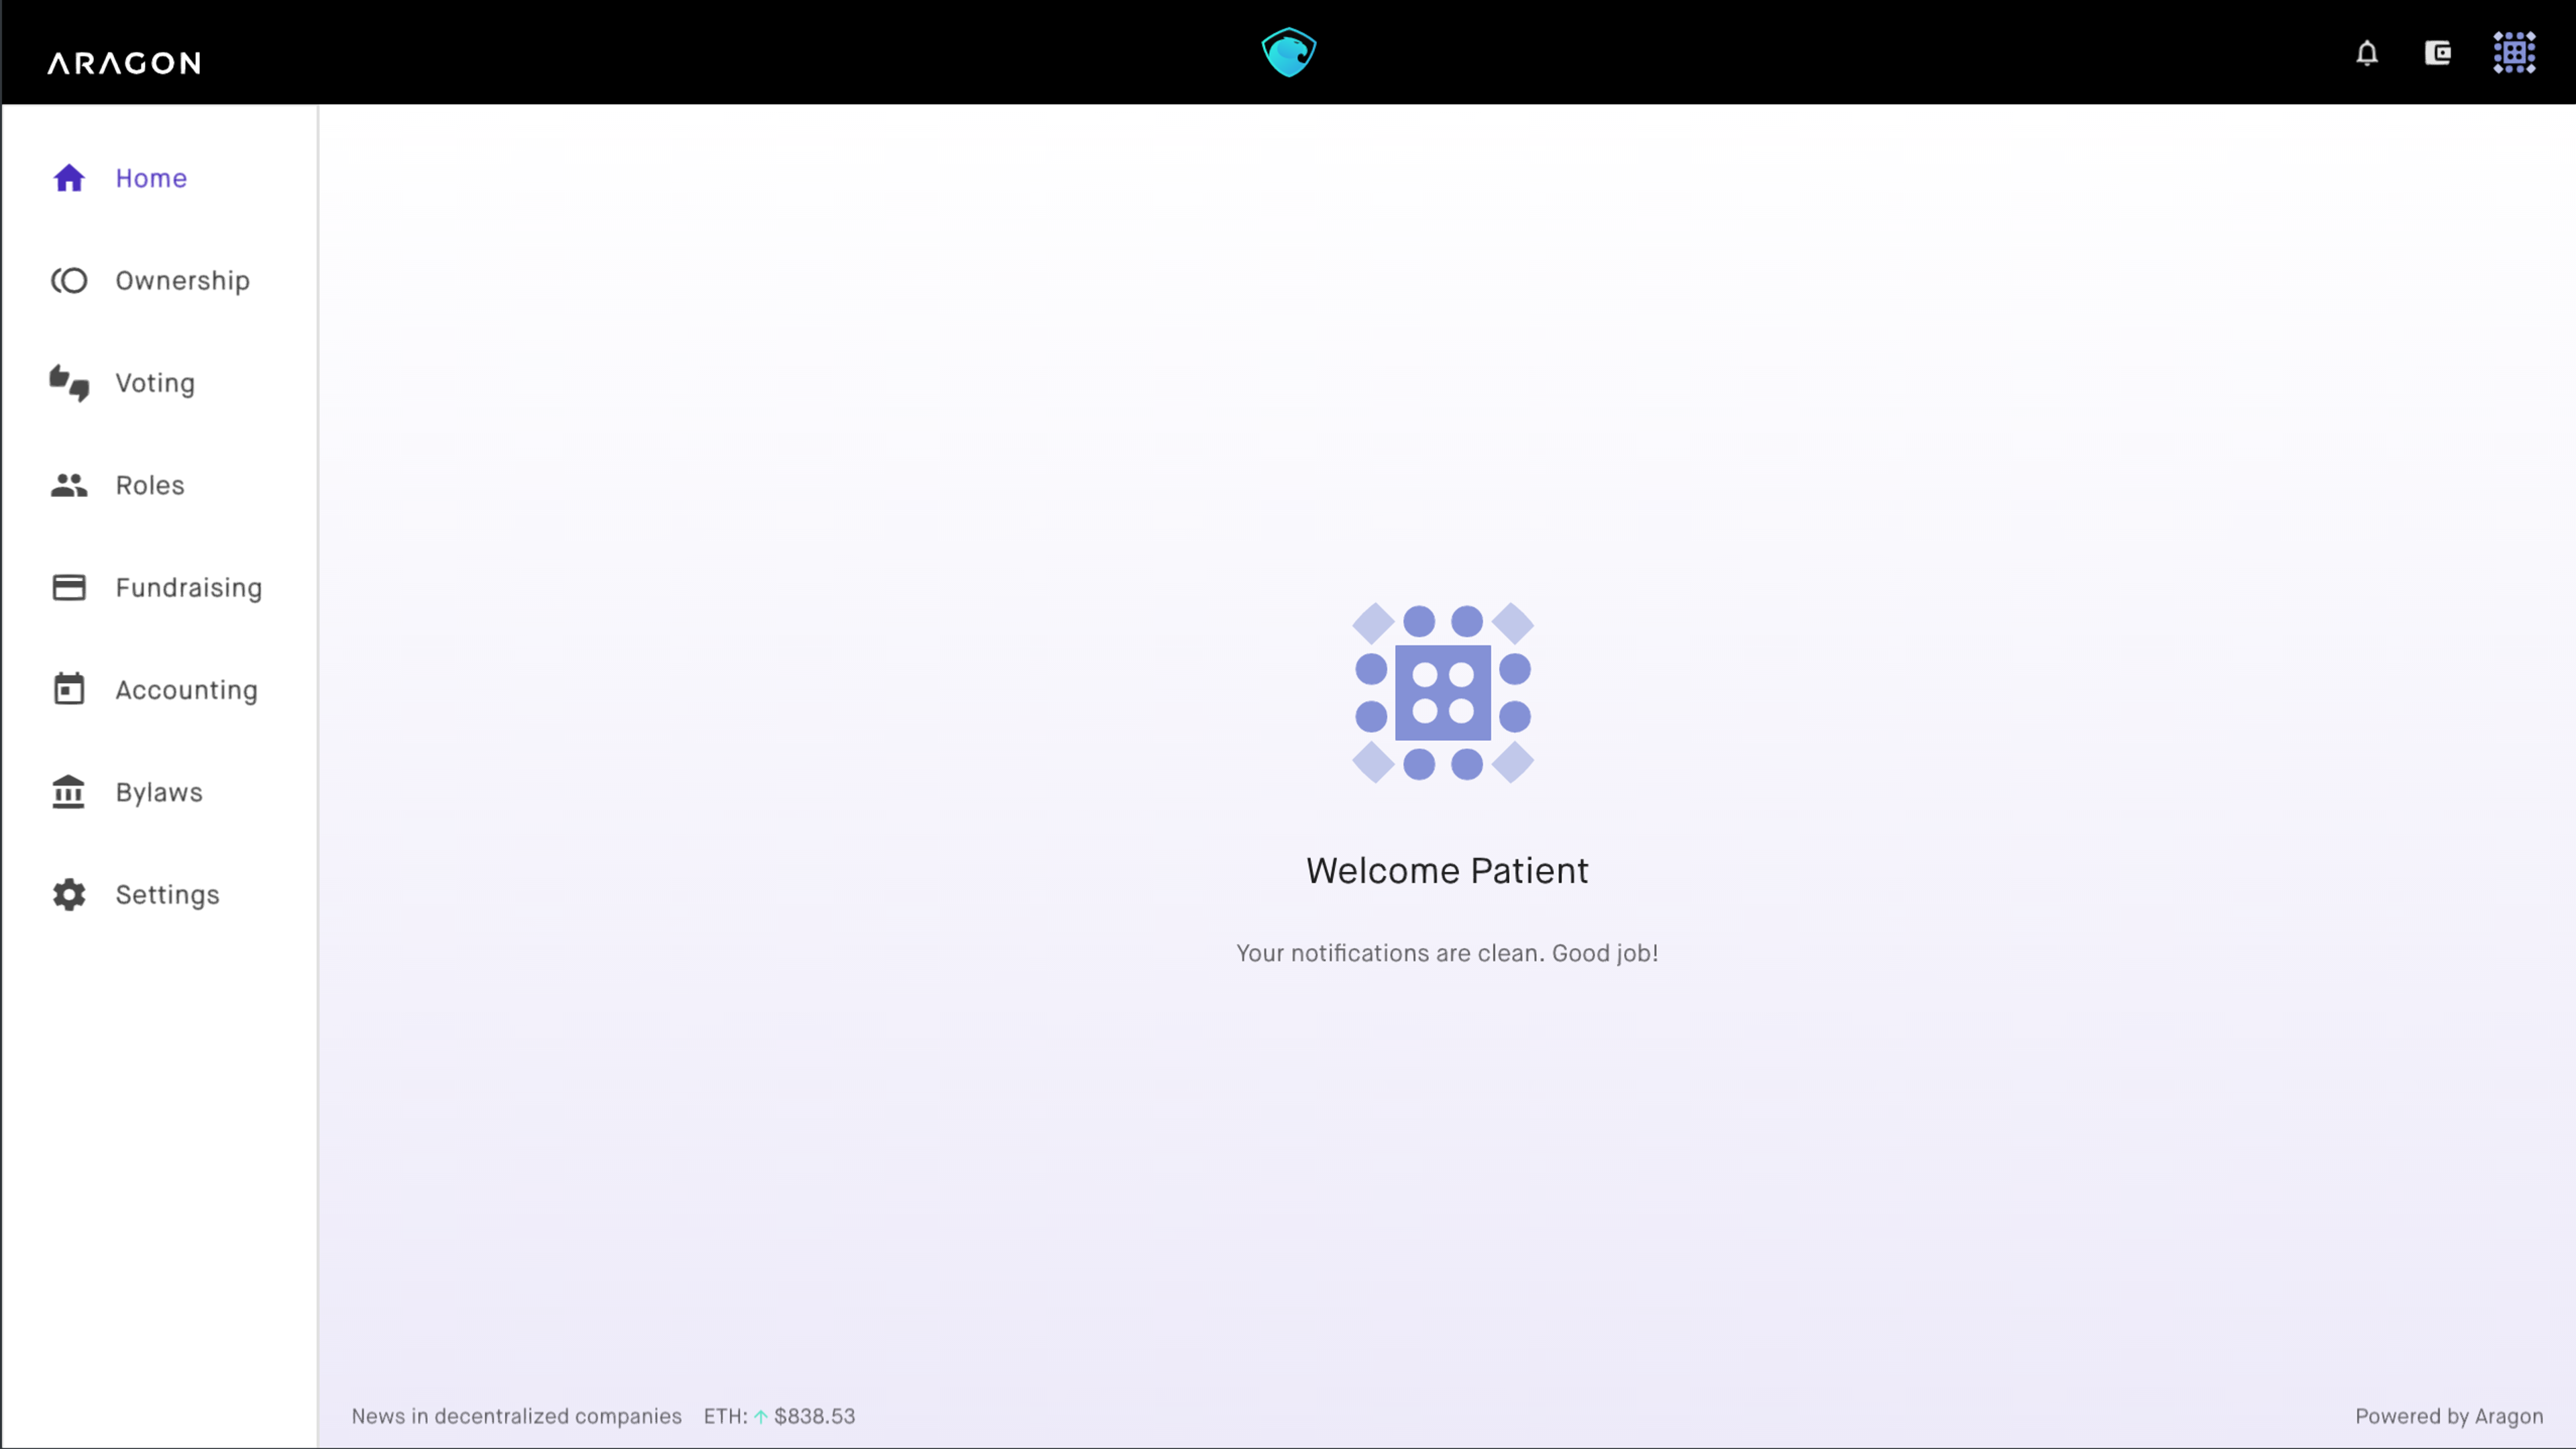 ARAGON
Home
Ownership
Voting
Roles
Fundraising
Accounting
Bylaws
Settings
Welcome Patient
Your notifications are clean. Good job!
News in decentralized companies ETH: ↑ $838.53
Powered by Aragon